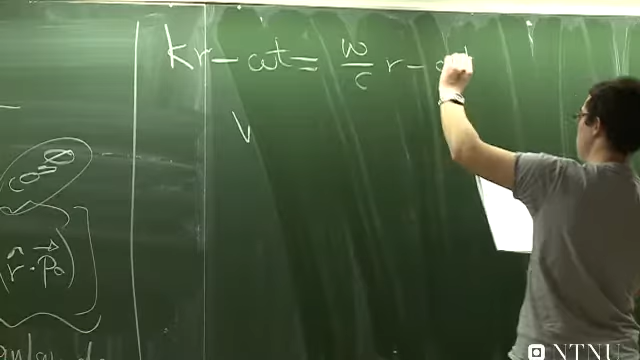 kr - ωt = ω/c r -
cosθ
(r̂ · p⃗₀)
NTNU